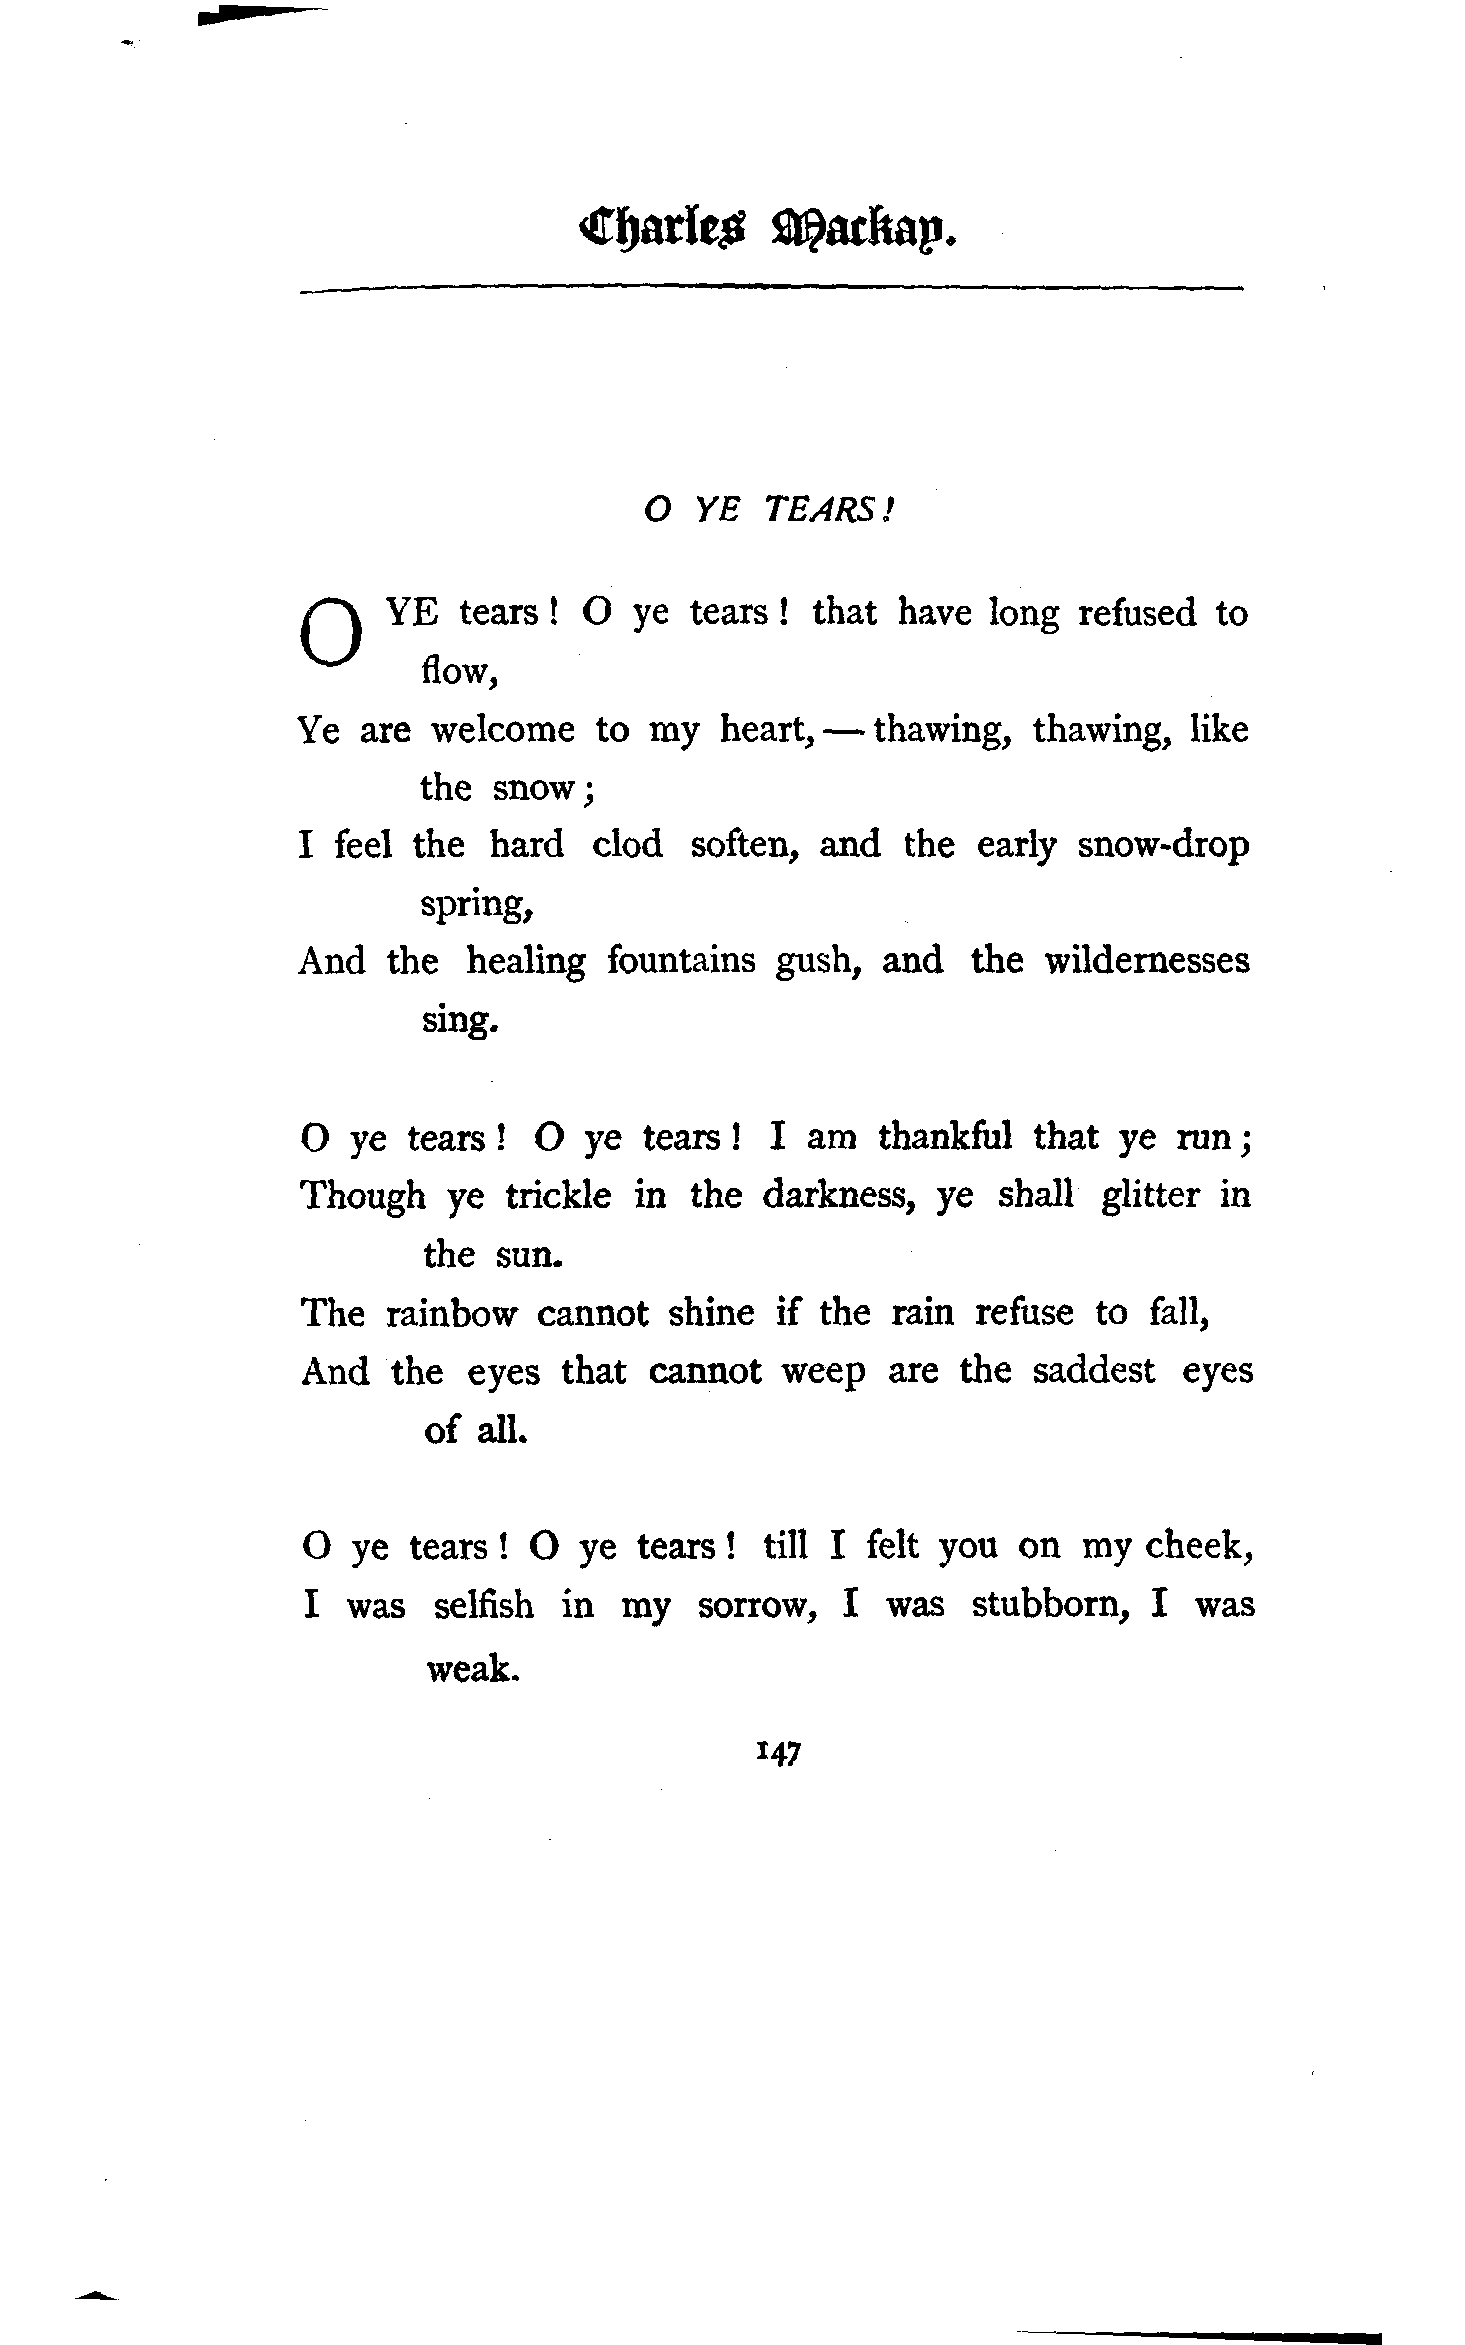 Charles Mackay.
O YE TEARS!
O YE tears! O ye tears! that have long refused to
flow,
Ye are welcome to my heart,—thawing, thawing, like
the snow;
I feel the hard clod soften, and the early snow-drop
spring,
And the healing fountains gush, and the wildernesses
sing.
O ye tears! O ye tears! I am thankful that ye run;
Though ye trickle in the darkness, ye shall glitter in
the sun.
The rainbow cannot shine if the rain refuse to fall,
And the eyes that cannot weep are the saddest eyes
of all.
O ye tears! O ye tears! till I felt you on my cheek,
I was selfish in my sorrow, I was stubborn, I was
weak.
147